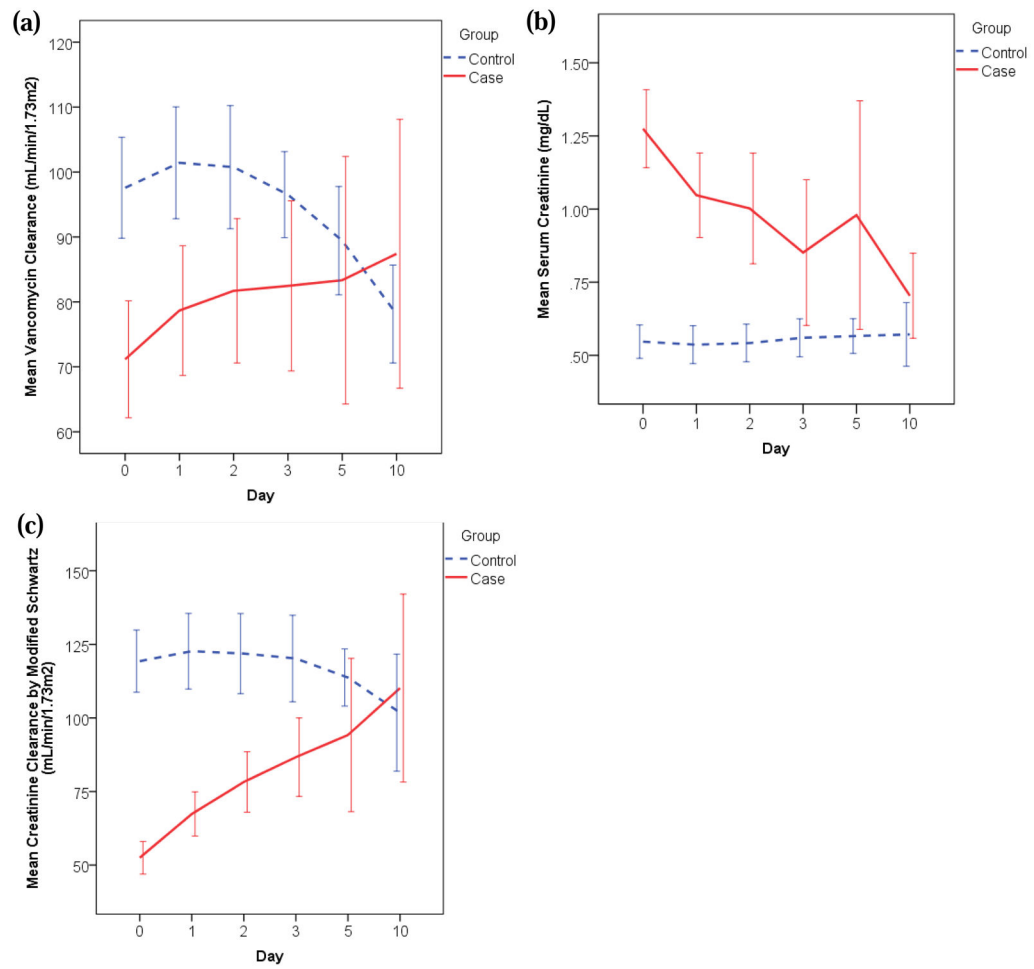 (a)
Mean Vancomycin Clearance (mL/min/1.73m2)
120
110
100
90
80
70
60
0 1 2 3 5 10
Day
Group
Control
Case
(b)
Mean Serum Creatinine (mg/dL)
1.50
1.25
1.00
0.75
.50
0 1 2 3 5 10
Day
Group
Control
Case
(c)
Mean Creatinine Clearance by Modified Schwartz
(mL/min/1.73m2)
150
125
100
75
50
0 1 2 3 5 10
Day
Group
Control
Case